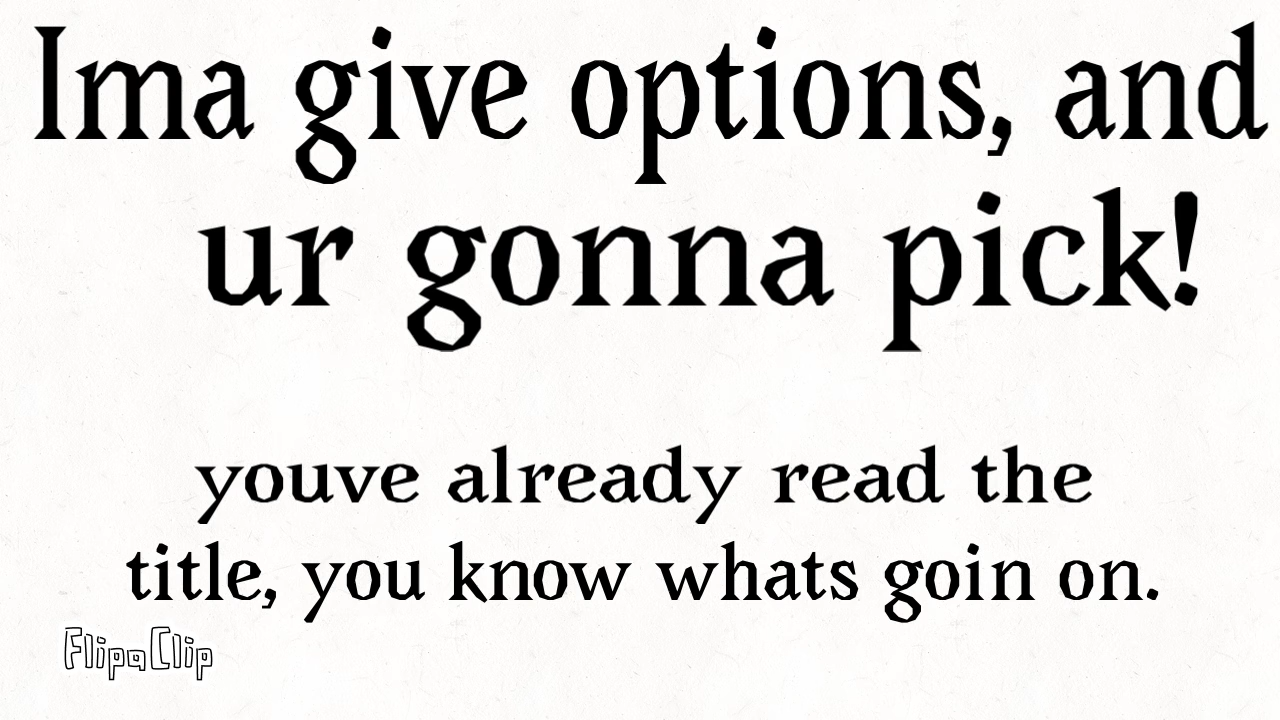 Ima give options, and
ur gonna pick!
youve already read the
title, you know whats goin on.
FlipaClip